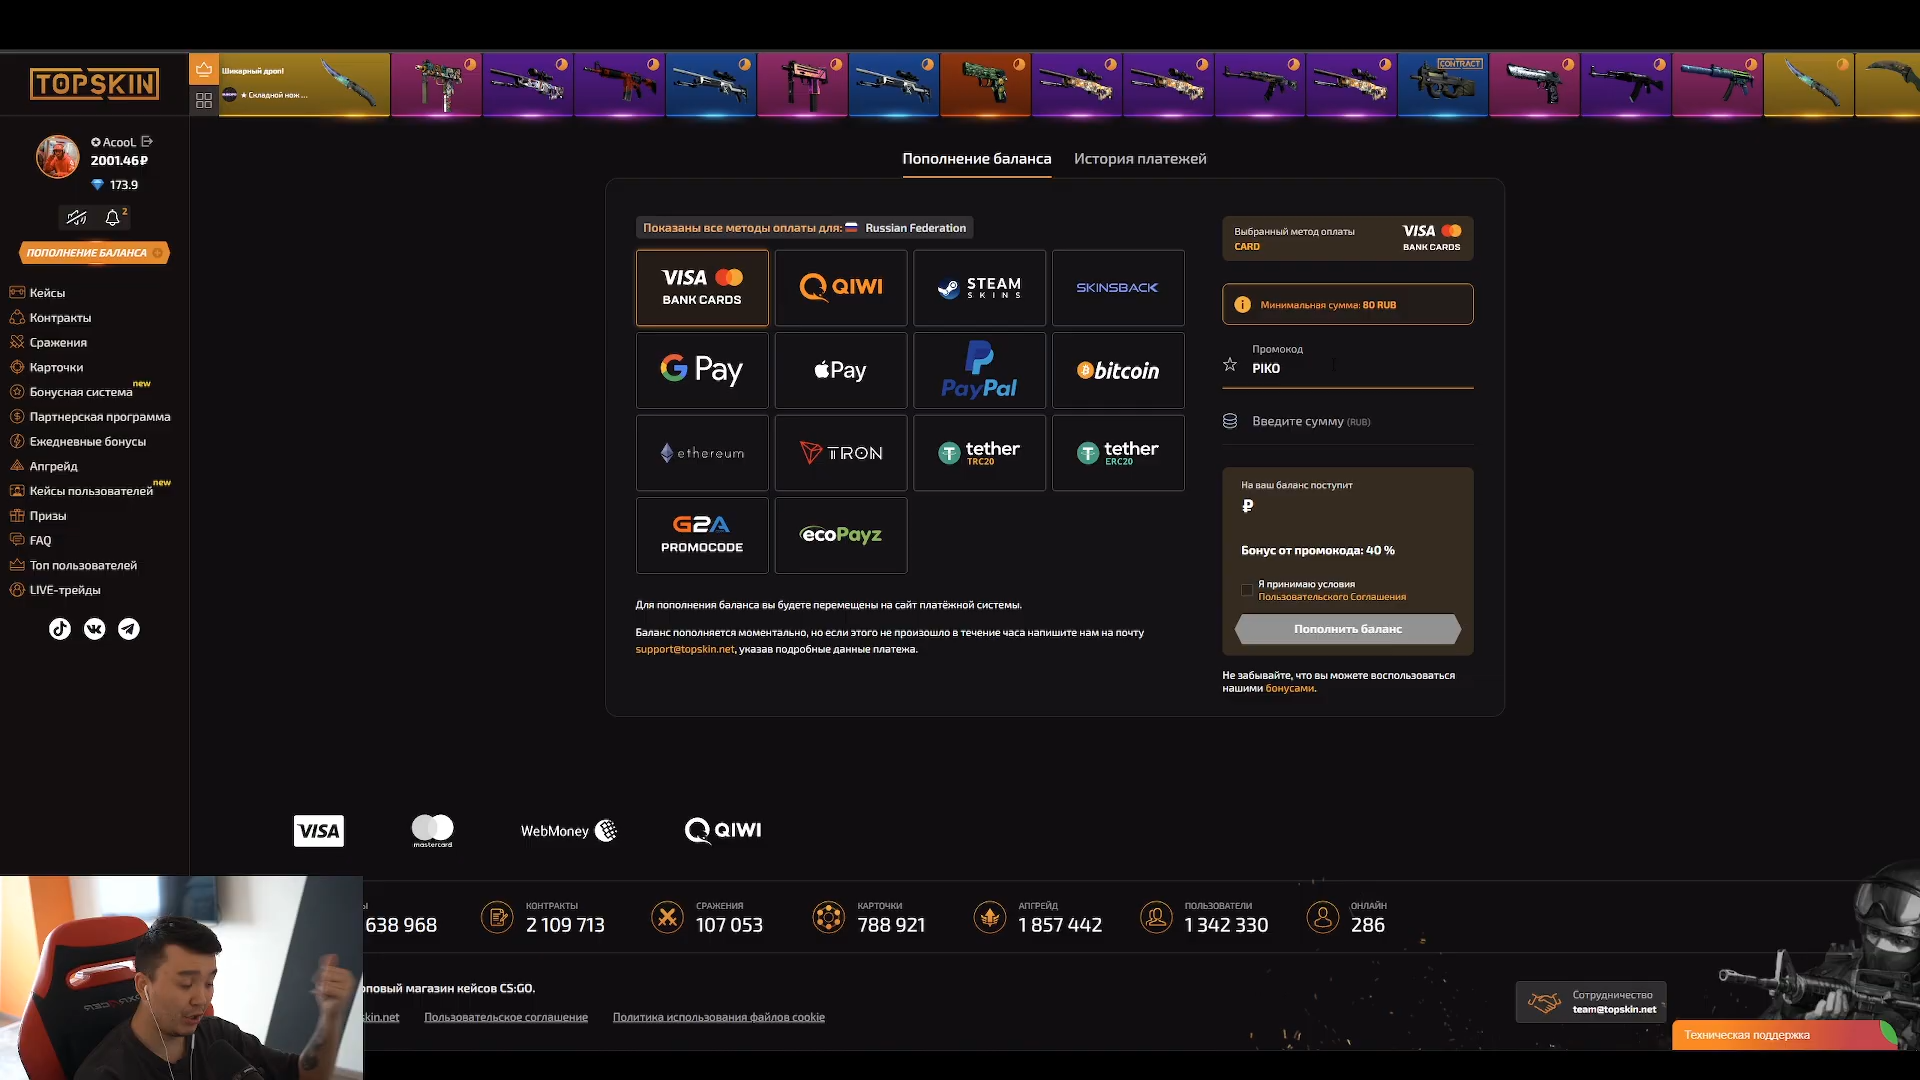 TOPSKIN
Шикарный дроп!
★ Складной нож ...
CONTRACT
AcooL
2001.46₽
173.9
2
ПОПОЛНЕНИЕ БАЛАНСА
Кейсы
Контракты
Сражения
Карточки
Бонусная система new
Партнерская программа
Ежедневные бонусы
Апгрейд
Кейсы пользователей new
Призы
FAQ
Топ пользователей
LIVE-трейды
Пополнение баланса
История платежей
Показаны все методы оплаты для: Russian Federation
VISA
BANK CARDS
QIWI
STEAM
SKINS
SKINSBACK
G Pay
Pay
PayPal
bitcoin
ethereum
TRON
tether
TRC20
tether
ERC20
G2A
PROMOCODE
ecoPayz
Для пополнения баланса вы будете перемещены на сайт платёжной системы.
Баланс пополняется моментально, но если этого не произошло в течение часа напишите нам на почту
support@topskin.net, указав подробные данные платежа.
Выбранный метод оплаты
CARD
VISA
BANK CARDS
Минимальная сумма: 80 RUB
Промокод
PIKO
Введите сумму (RUB)
На ваш баланс поступит
₽
Бонус от промокода: 40 %
Я принимаю условия
Пользовательского Соглашения
Пополнить баланс
Не забывайте, что вы можете воспользоваться
нашими бонусами.
VISA
mastercard
WebMoney
QIWI
638 968
КОНТРАКТЫ
2 109 713
СРАЖЕНИЯ
107 053
КАРТОЧКИ
788 921
АПГРЕЙД
1 857 442
ПОЛЬЗОВАТЕЛИ
1 342 330
ОНЛАЙН
286
повый магазин кейсов CS:GO.
kin.net
Пользовательское соглашение
Политика использования файлов cookie
Сотрудничество
team@topskin.net
Техническая поддержка